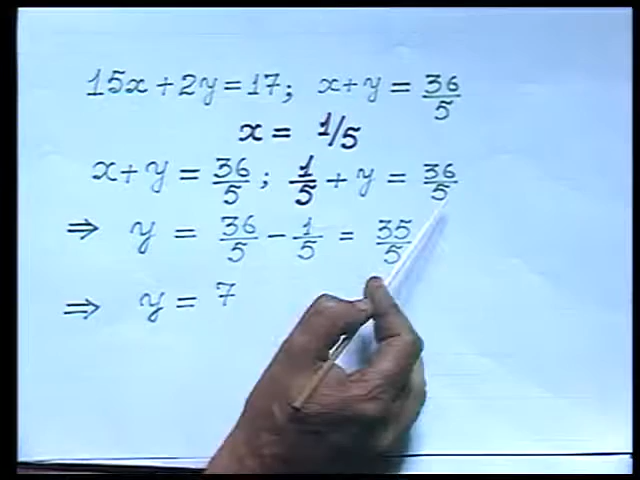 15x + 2y = 17; x + y = 36/5
x = 1/5
x + y = 36/5; 1/5 + y = 36/5
⇒ y = 36/5 − 1/5 = 35/5
⇒ y = 7